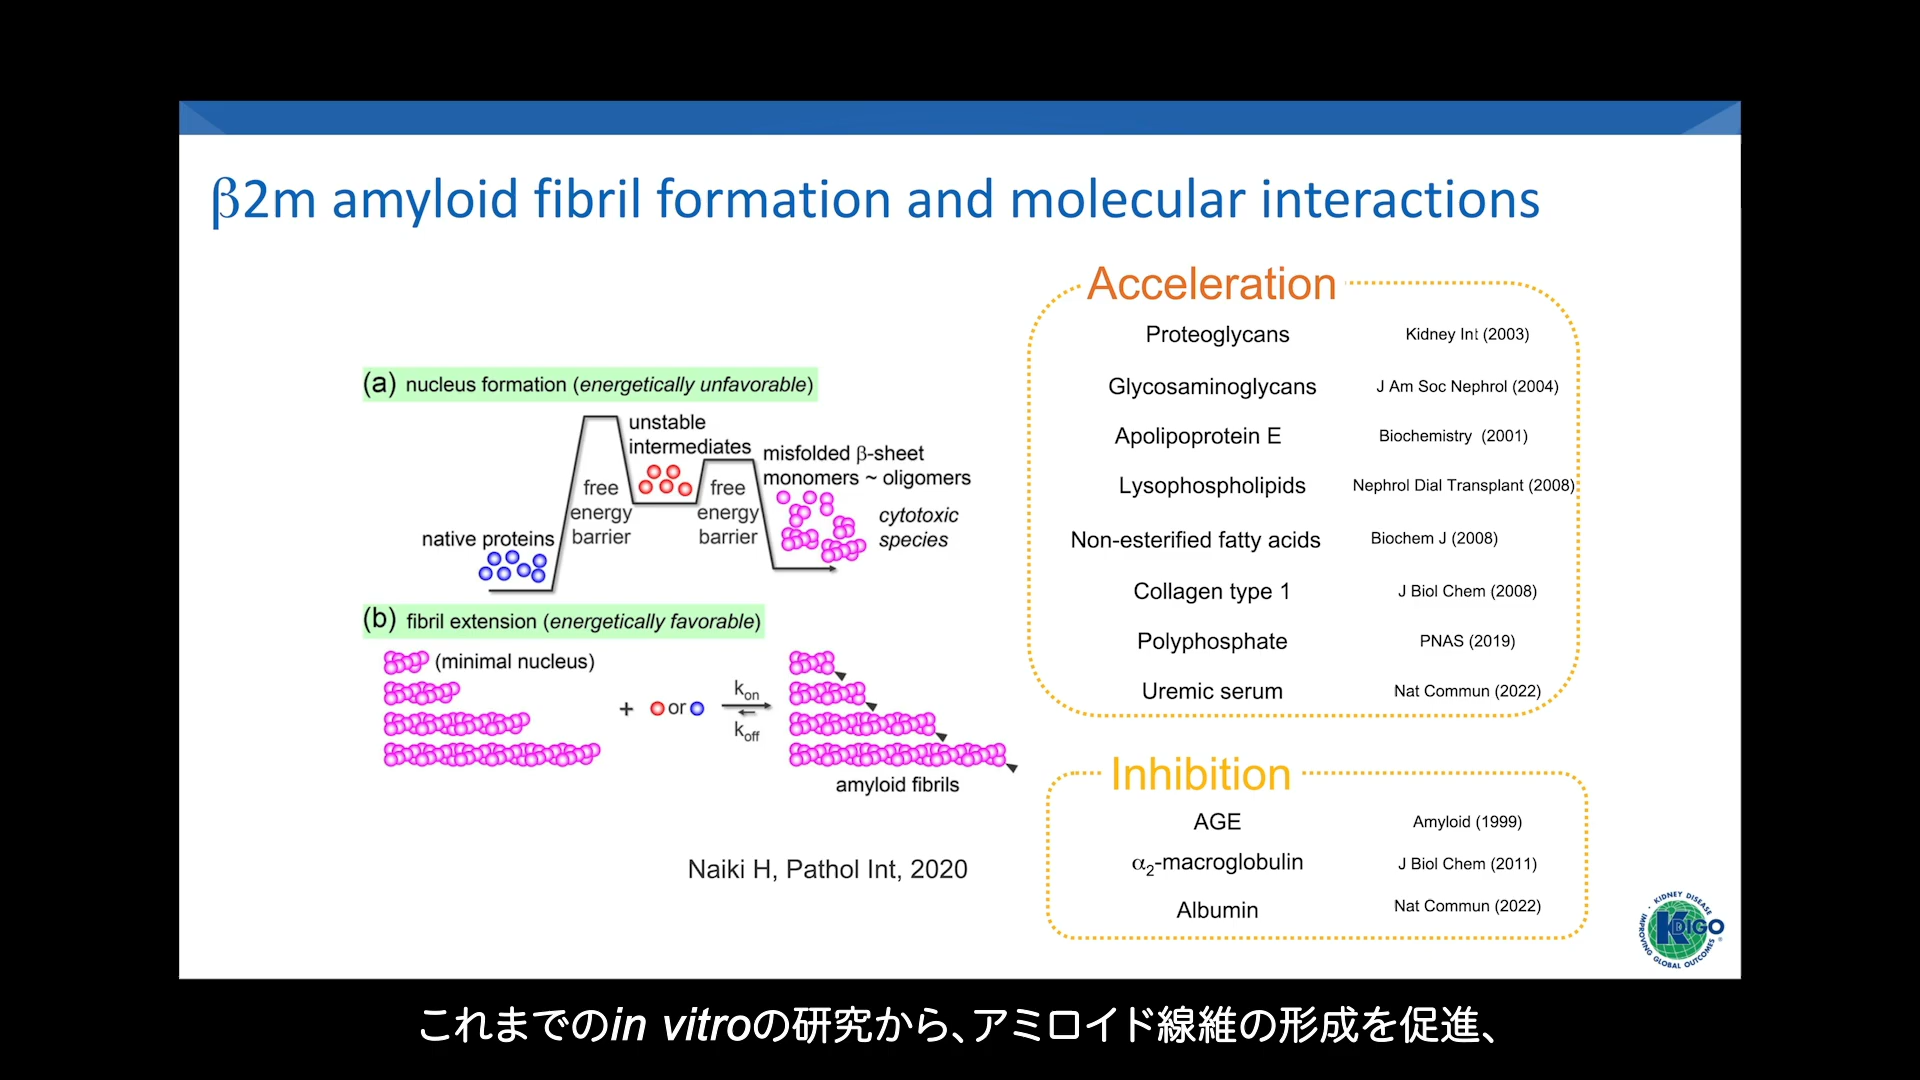 β2m amyloid fibril formation and molecular interactions
(a) nucleus formation (energetically unfavorable)
unstable
intermediates
misfolded β-sheet
monomers ~ oligomers
free
energy
barrier
free
energy
barrier
cytotoxic
species
native proteins
(b) fibril extension (energetically favorable)
(minimal nucleus)
+ or
kon
koff
amyloid fibrils
Naiki H, Pathol Int, 2020
Acceleration
Proteoglycans Kidney Int (2003)
Glycosaminoglycans J Am Soc Nephrol (2004)
Apolipoprotein E Biochemistry (2001)
Lysophospholipids Nephrol Dial Transplant (2008)
Non-esterified fatty acids Biochem J (2008)
Collagen type 1 J Biol Chem (2008)
Polyphosphate PNAS (2019)
Uremic serum Nat Commun (2022)
Inhibition
AGE Amyloid (1999)
α2-macroglobulin J Biol Chem (2011)
Albumin Nat Commun (2022)
KIDNEY DISEASE
KDIGO
IMPROVING GLOBAL OUTCOMES
これまでのin vitroの研究から、アミロイド線維の形成を促進、